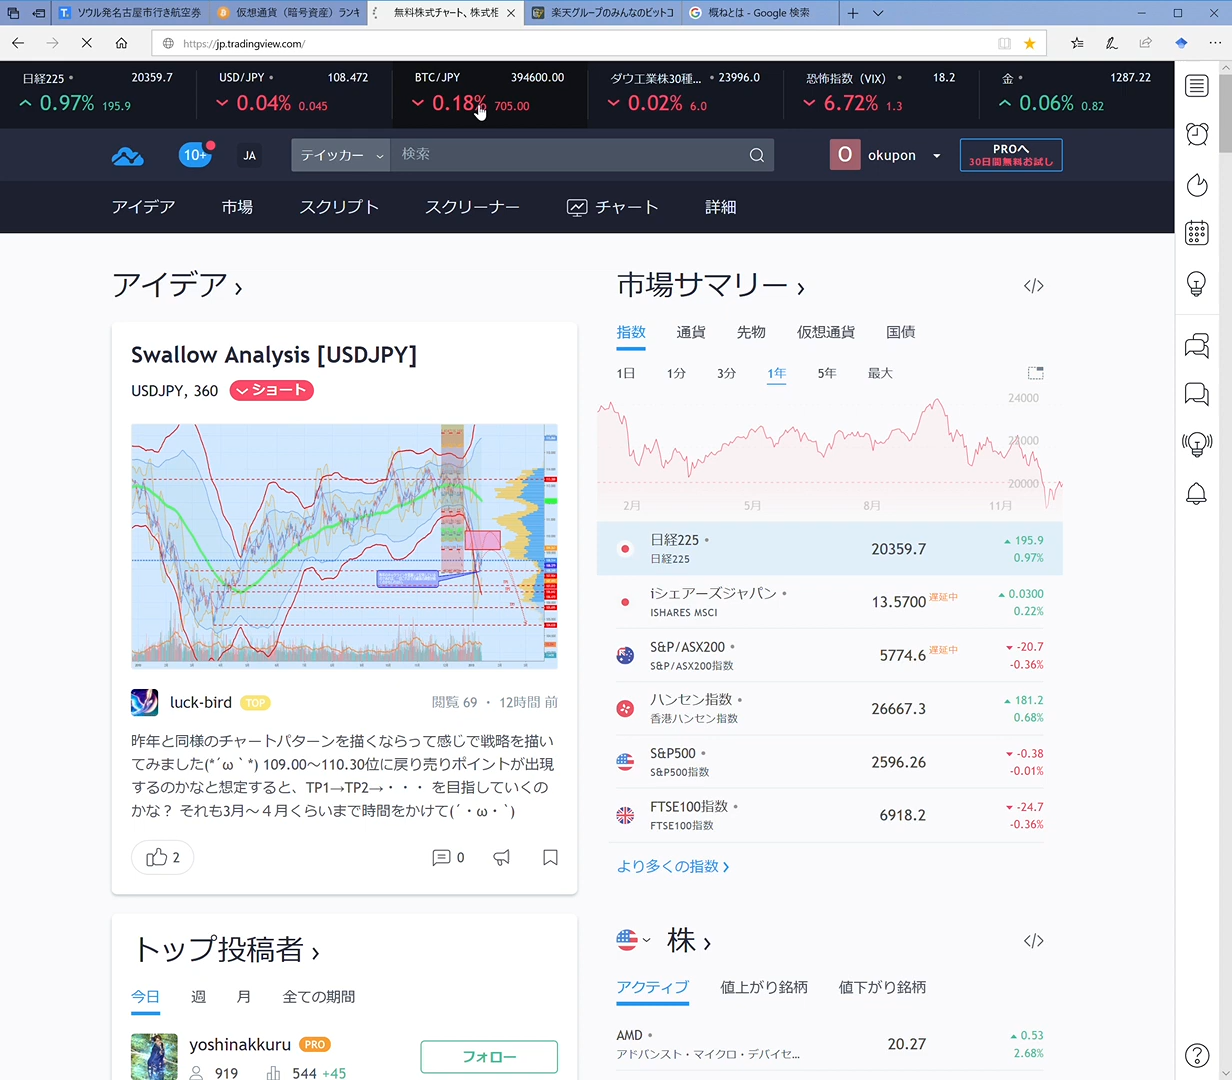 ソウル発名古屋市行き航空券
仮想通貨（暗号資産）ランキ
無料株式チャート、株式相
楽天グループのみんなのビットコ
概ねとは - Google 検索
https://jp.tradingview.com/
日経225 20359.7
0.97% 195.9
USD/JPY 108.472
0.04% 0.045
BTC/JPY 394600.00
0.18% 705.00
ダウ工業株30種... 23996.0
0.02% 6.0
恐怖指数（VIX） 18.2
6.72% 1.3
金 1287.22
0.06% 0.82
10+
JA
テイッカー
検索
O okupon
PROへ
30日間無料お試し
アイデア
市場
スクリプト
スクリーナー
チャート
詳細
アイデア ›
Swallow Analysis [USDJPY]
USDJPY, 360 ショート
luck-bird TOP
閲覧 69 ・ 12時間 前
昨年と同様のチャートパターンを描くならって感じで戦略を描い
てみました(*´ω｀*) 109.00～110.30位に戻り売りポイントが出現
するのかなと想定すると、TP1→TP2→・・・ を目指していくの
かな？ それも3月～４月くらいまで時間をかけて(´・ω・`)
2
0
トップ投稿者 ›
今日 週 月 全ての期間
yoshinakkuru PRO
919 544 +45
フォロー
市場サマリー ›
指数 通貨 先物 仮想通貨 国債
1日 1分 3分 1年 5年 最大
24000
20000
2月 5月 8月 11月
日経225
日経225
20359.7
195.9
0.97%
iシェアーズジャパン
ISHARES MSCI
13.5700 遅延中
0.0300
0.22%
S&P/ASX200
S&P/ASX200指数
5774.6 遅延中
-20.7
-0.36%
ハンセン指数
香港ハンセン指数
26667.3
181.2
0.68%
S&P500
S&P500指数
2596.26
-0.38
-0.01%
FTSE100指数
FTSE100指数
6918.2
-24.7
-0.36%
より多くの指数 ›
株 ›
アクティブ 値上がり銘柄 値下がり銘柄
AMD
アドバンスト・マイクロ・デバイセ...
20.27
0.53
2.68%